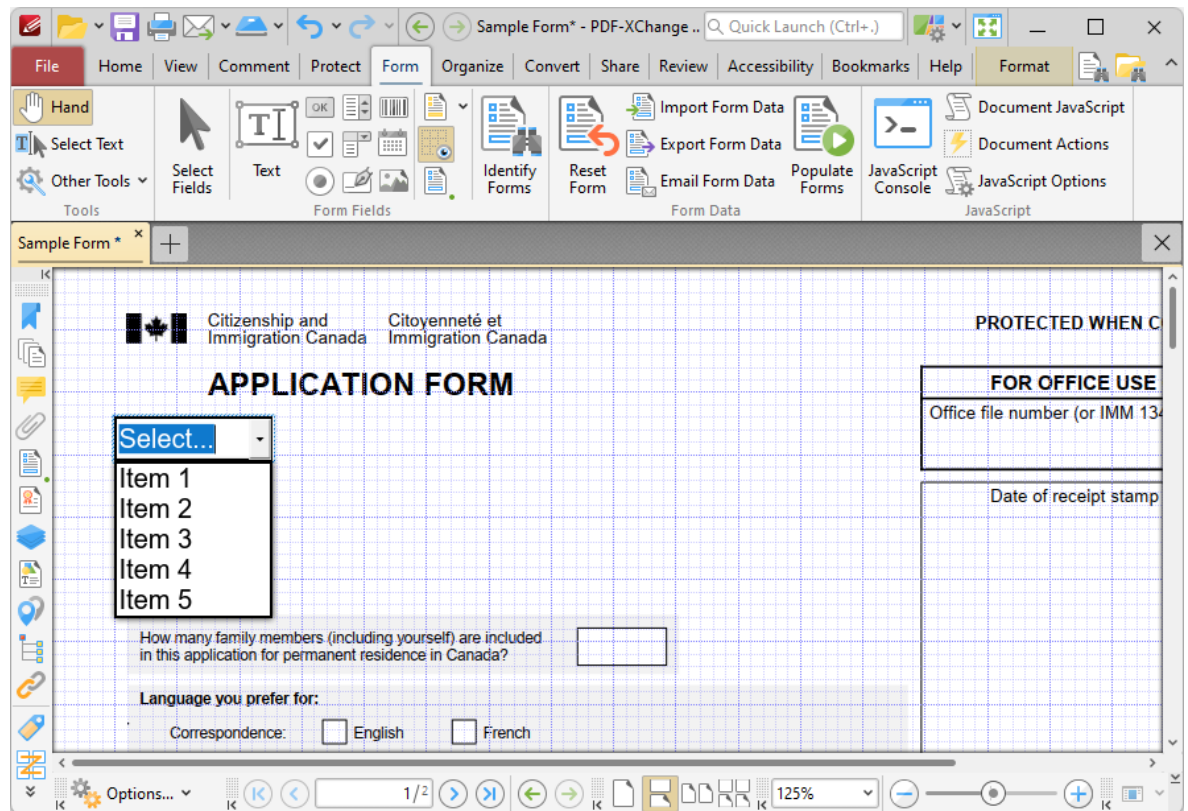 Sample Form* - PDF-XChange ..
Quick Launch (Ctrl+.)
File Home View Comment Protect Form Organize Convert Share Review Accessibility Bookmarks Help Format
Hand
Select Text
Other Tools
Tools
Select Fields
Text
OK
Form Fields
Identify Forms
Reset Form
Import Form Data
Export Form Data
Email Form Data
Populate Forms
Form Data
JavaScript Console
Document JavaScript
Document Actions
JavaScript Options
JavaScript
Sample Form *
Citizenship and Immigration Canada
Citoyenneté et Immigration Canada
PROTECTED WHEN C
APPLICATION FORM
FOR OFFICE USE
Office file number (or IMM 134
Select...
Item 1
Item 2
Item 3
Item 4
Item 5
Date of receipt stamp
How many family members (including yourself) are included
in this application for permanent residence in Canada?
Language you prefer for:
Correspondence: English French
Options...
1/2
125%